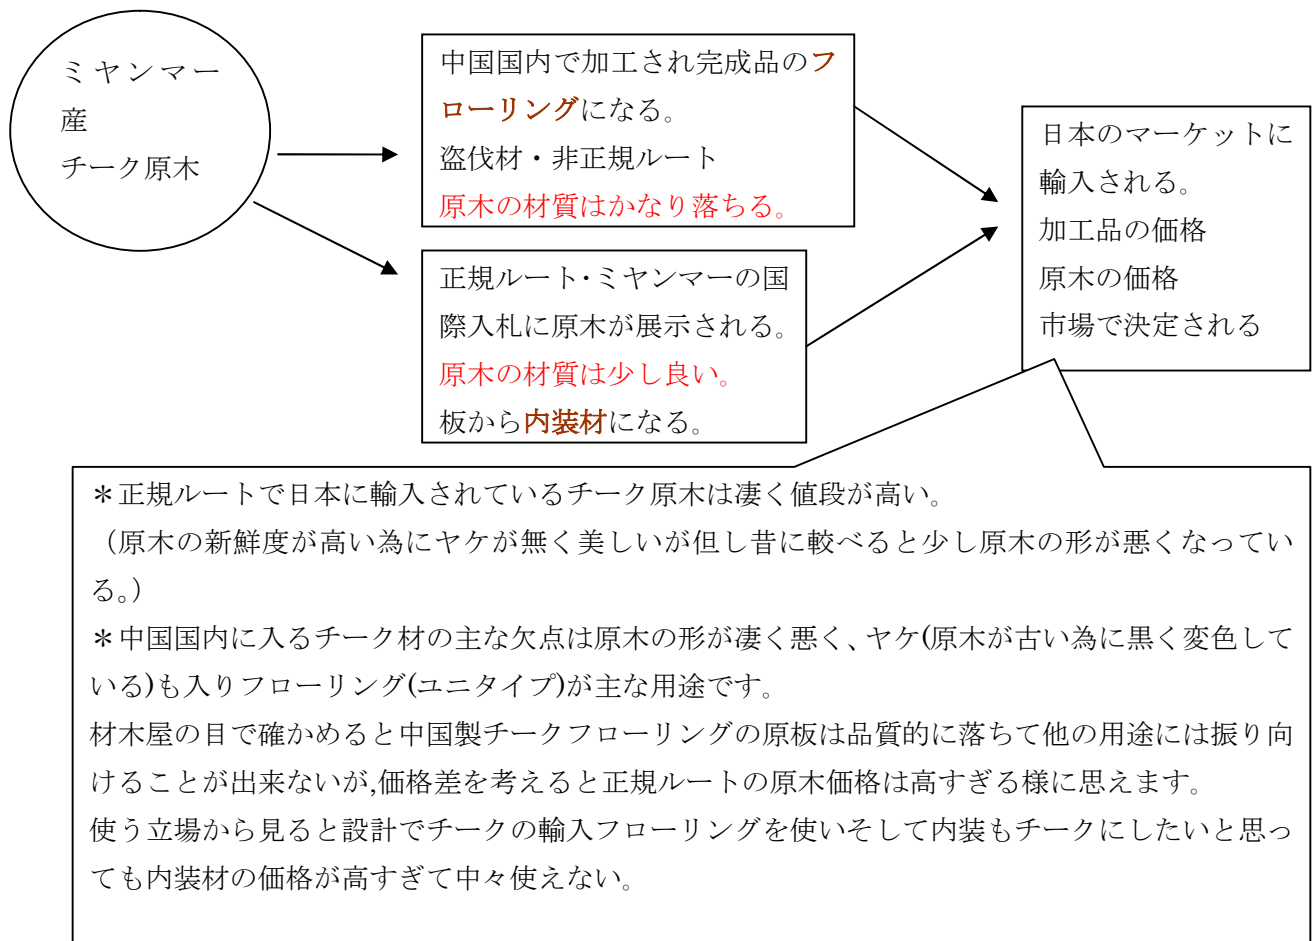 ミヤンマー
産
チーク原木
中国国内で加工され完成品のフ
ローリングになる。
盗伐材・非正規ルート
原木の材質はかなり落ちる。
正規ルート・ミヤンマーの国
際入札に原木が展示される。
原木の材質は少し良い。
板から内装材になる。
日本のマーケットに
輸入される。
加工品の価格
原木の価格
市場で決定される
＊正規ルートで日本に輸入されているチーク原木は凄く値段が高い。
（原木の新鮮度が高い為にヤケが無く美しいが但し昔に較べると少し原木の形が悪くなってい
る。）
＊中国国内に入るチーク材の主な欠点は原木の形が凄く悪く、ヤケ(原木が古い為に黒く変色して
いる)も入りフローリング(ユニタイプ)が主な用途です。
材木屋の目で確かめると中国製チークフローリングの原板は品質的に落ちて他の用途には振り向
けることが出来ないが,価格差を考えると正規ルートの原木価格は高すぎる様に思えます。
使う立場から見ると設計でチークの輸入フローリングを使いそして内装もチークにしたいと思っ
ても内装材の価格が高すぎて中々使えない。